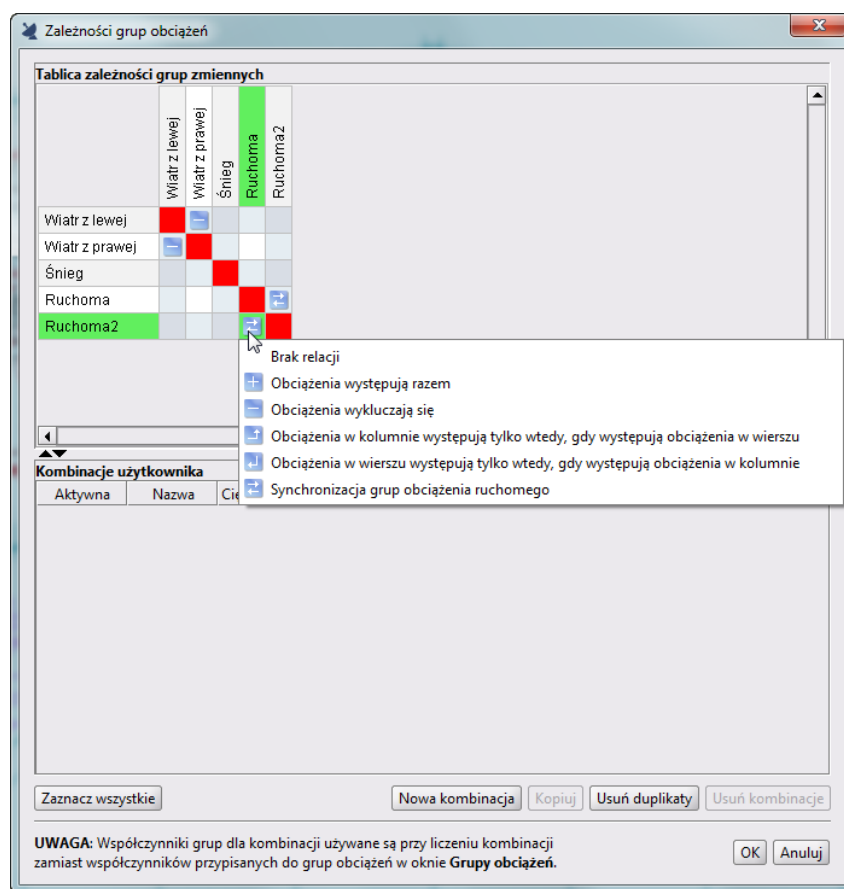 Zależności grup obciążeń
Tablica zależności grup zmiennych
Wiatr z lewej
Wiatr z prawej
Śnieg
Ruchoma
Ruchoma2
Wiatr z lewej
Wiatr z prawej
Śnieg
Ruchoma
Ruchoma2
Brak relacji
Obciążenia występują razem
Obciążenia wykluczają się
Obciążenia w kolumnie występują tylko wtedy, gdy występują obciążenia w wierszu
Obciążenia w wierszu występują tylko wtedy, gdy występują obciążenia w kolumnie
Synchronizacja grup obciążenia ruchomego
Kombinacje użytkownika
Aktywna Nazwa Cię
Zaznacz wszystkie Nowa kombinacja Kopiuj Usuń duplikaty Usuń kombinacje
UWAGA: Współczynniki grup dla kombinacji używane są przy liczeniu kombinacji
zamiast współczynników przypisanych do grup obciążeń w oknie Grupy obciążeń.
OK Anuluj